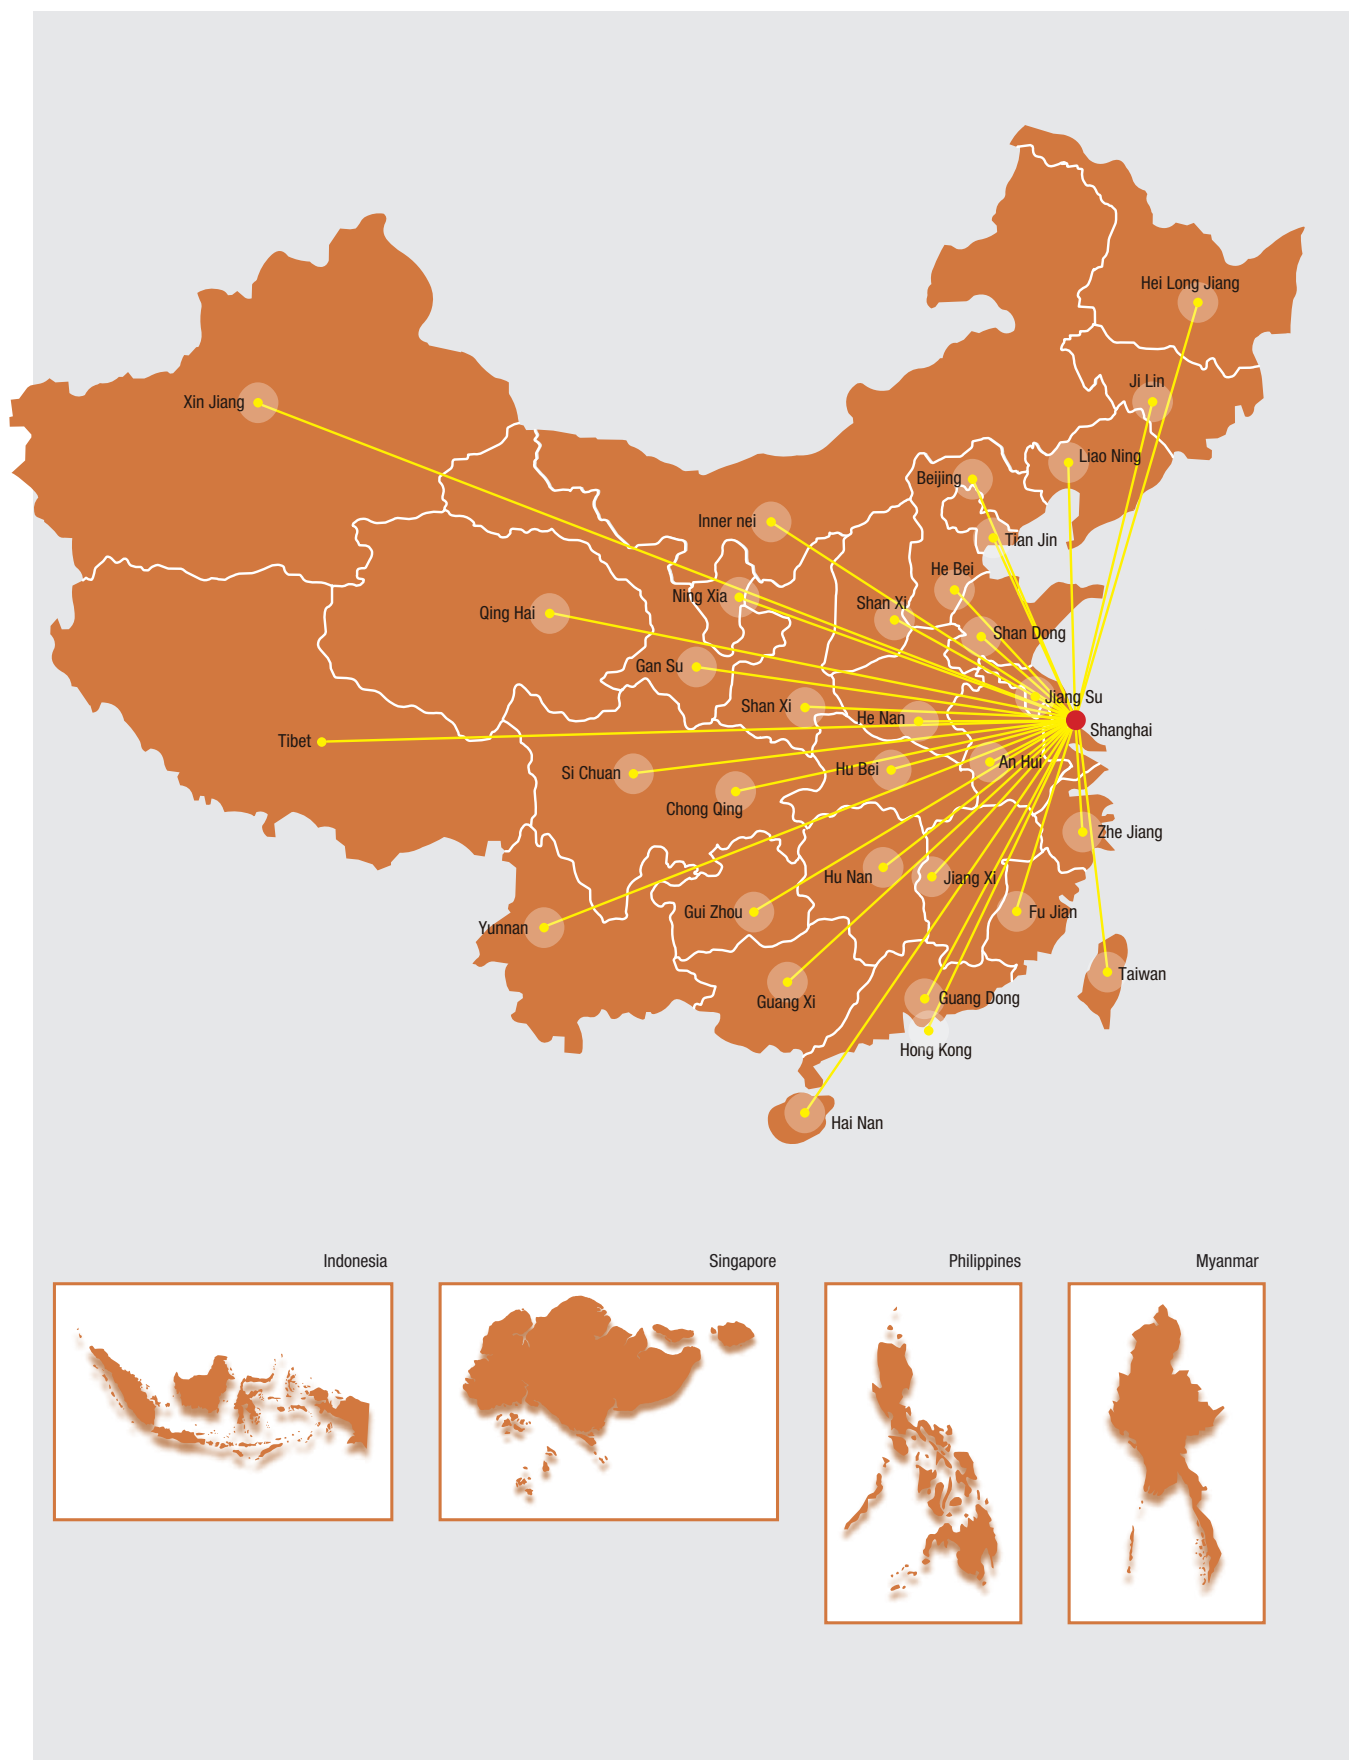 Hei Long Jiang
Ji Lin
Xin Jiang
Liao Ning
Beijing
Inner nei
Tian Jin
He Bei
Ning Xia
Shan Xi
Qing Hai
Shan Dong
Gan Su
Jiang Su
Shan Xi
He Nan
Shanghai
Tibet
An Hui
Hu Bei
Si Chuan
Chong Qing
Zhe Jiang
Hu Nan
Jiang Xi
Gui Zhou
Fu Jian
Yunnan
Taiwan
Guang Dong
Guang Xi
Hong Kong
Hai Nan
Indonesia
Singapore
Philippines
Myanmar